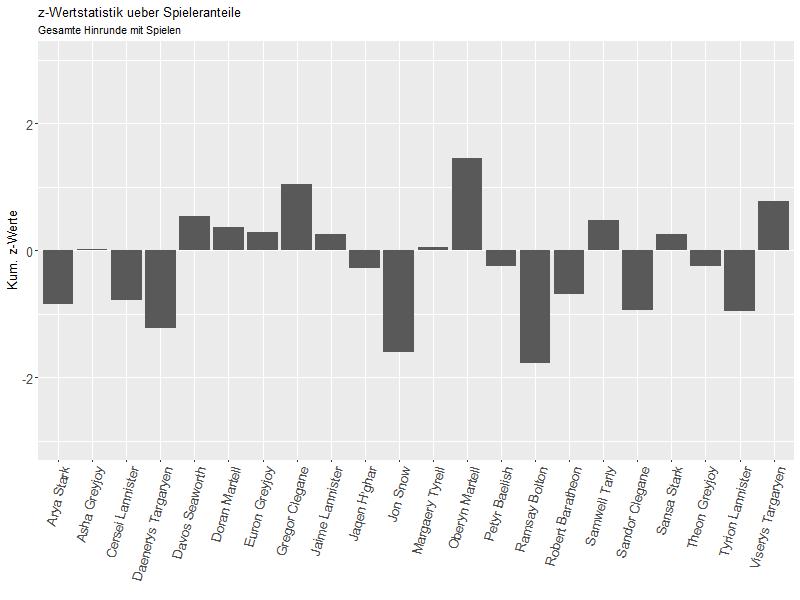 z-Wertstatistik ueber Spieleranteile
Gesamte Hinrunde mit Spielen
Kum. z-Werte
2
0
-2
Arya Stark
Asha Greyjoy
Cersei Lannister
Daenerys Targaryen
Davos Seaworth
Doran Martell
Euron Greyjoy
Gregor Clegane
Jaime Lannister
Jaqen H'ghar
Jon Snow
Margaery Tyrell
Oberyn Martell
Petyr Baelish
Ramsay Bolton
Robert Baratheon
Samwell Tarly
Sandor Clegane
Sansa Stark
Theon Greyjoy
Tyrion Lannister
Viserys Targaryen